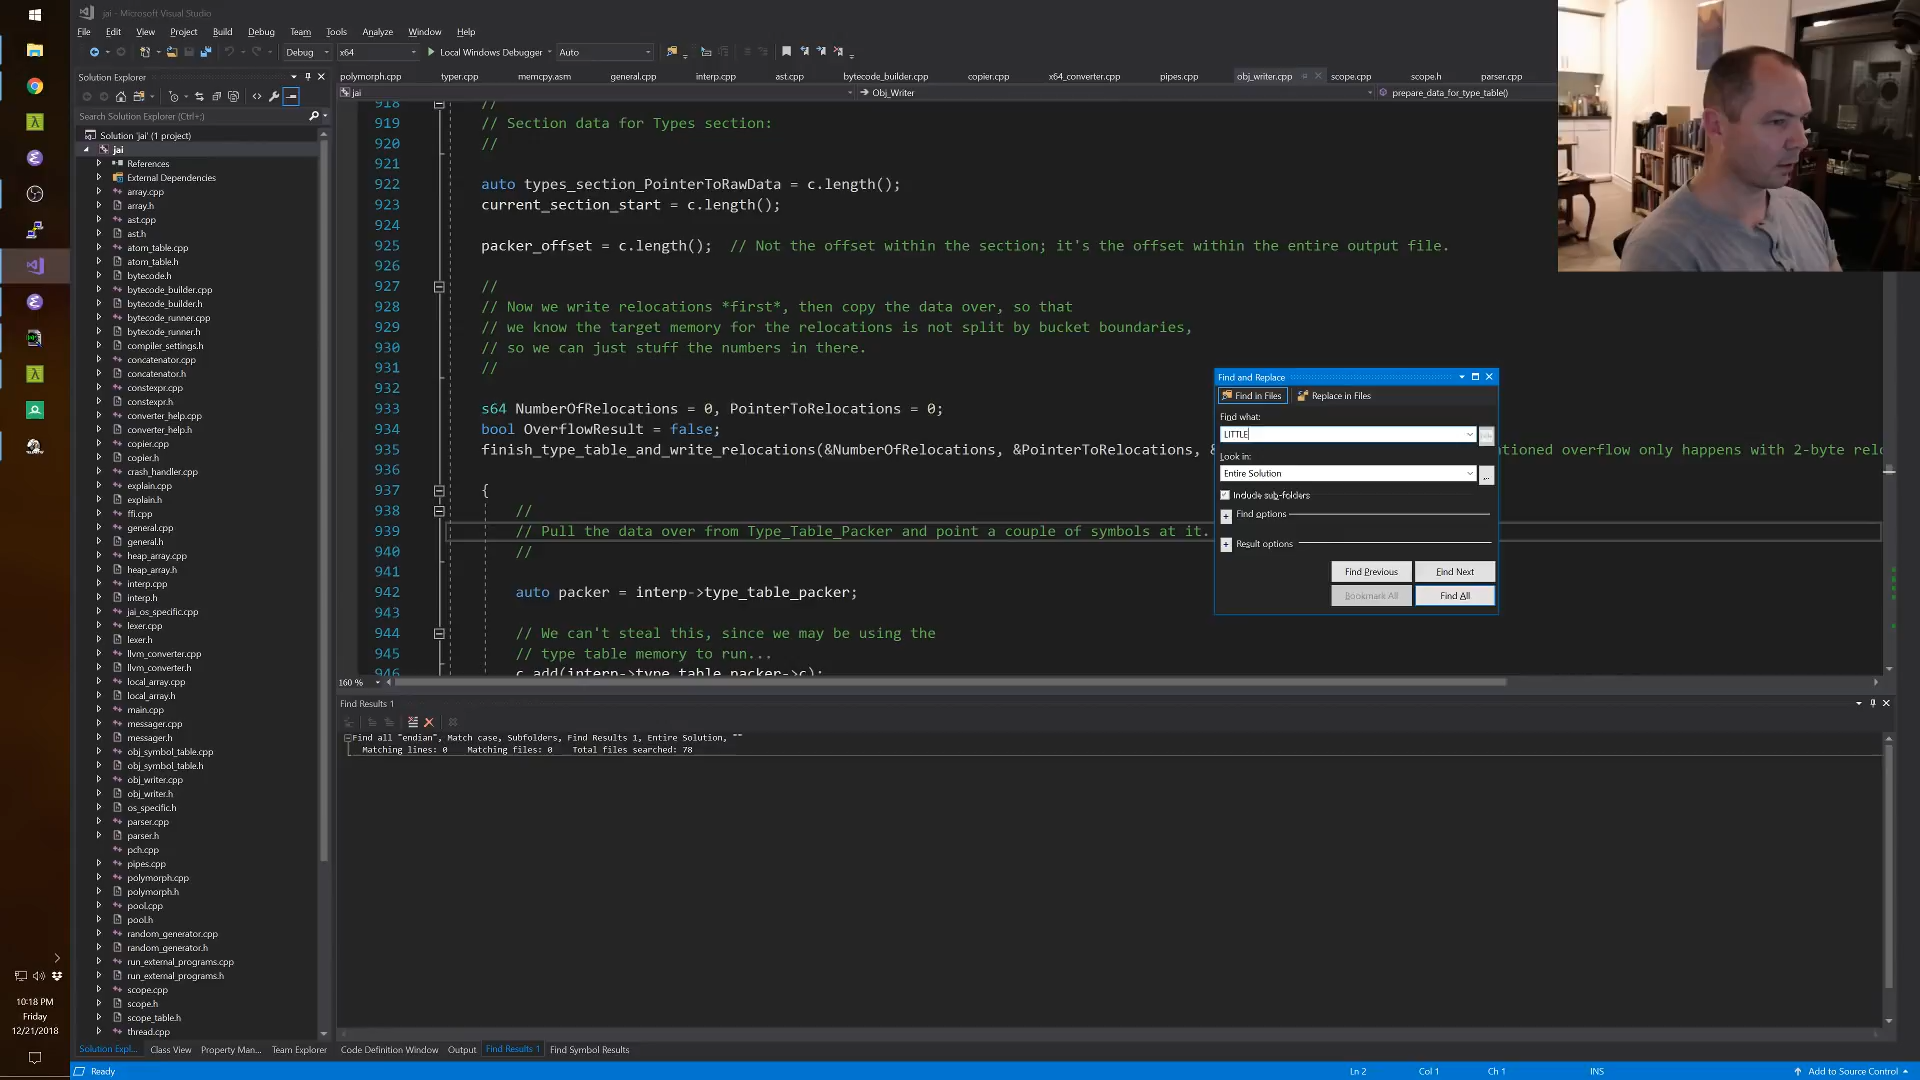 jai - Microsoft Visual Studio
File Edit View Project Build Debug Team Tools Analyze Window Help
Debug x64 Local Windows Debugger Auto
Solution Explorer
polymorph.cpp typer.cpp memcpy.asm general.cpp interp.cpp ast.cpp bytecode_builder.cpp copier.cpp x64_converter.cpp pipes.cpp obj_writer.cpp scope.cpp scope.h parser.cpp
jai Obj_Writer prepare_data_for_type_table()
Search Solution Explorer (Ctrl+;)
Solution 'jai' (1 project)
jai
References
External Dependencies
array.cpp
array.h
ast.cpp
ast.h
atom_table.cpp
atom_table.h
bytecode.h
bytecode_builder.cpp
bytecode_builder.h
bytecode_runner.cpp
bytecode_runner.h
compiler_settings.h
concatenator.cpp
concatenator.h
constexpr.cpp
constexpr.h
converter_help.cpp
converter_help.h
copier.cpp
copier.h
crash_handler.cpp
explain.cpp
explain.h
ffi.cpp
general.cpp
general.h
heap_array.cpp
heap_array.h
interp.cpp
interp.h
jai_os_specific.cpp
lexer.cpp
lexer.h
llvm_converter.cpp
llvm_converter.h
local_array.cpp
local_array.h
main.cpp
messager.cpp
messager.h
obj_symbol_table.cpp
obj_symbol_table.h
obj_writer.cpp
obj_writer.h
os_specific.h
parser.cpp
parser.h
pch.cpp
pipes.cpp
polymorph.cpp
polymorph.h
pool.cpp
pool.h
random_generator.cpp
random_generator.h
run_external_programs.cpp
run_external_programs.h
scope.cpp
scope.h
scope_table.h
thread.cpp
Solution Expl... Class View Property Man... Team Explorer
918 //
919 // Section data for Types section:
920 //
921
922 auto types_section_PointerToRawData = c.length();
923 current_section_start = c.length();
924
925 packer_offset = c.length(); // Not the offset within the section; it's the offset within the entire output file.
926
927 //
928 // Now we write relocations *first*, then copy the data over, so that
929 // we know the target memory for the relocations is not split by bucket boundaries,
930 // so we can just stuff the numbers in there.
931 //
932
933 s64 NumberOfRelocations = 0, PointerToRelocations = 0;
934 bool OverflowResult = false;
935 finish_type_table_and_write_relocations(&NumberOfRelocations, &PointerToRelocations, & tioned overflow only happens with 2-byte relo
936
937 {
938 //
939 // Pull the data over from Type_Table_Packer and point a couple of symbols at it.
940 //
941
942 auto packer = interp->type_table_packer;
943
944 // We can't steal this, since we may be using the
945 // type table memory to run...
946 c.add(interp->type_table_packer->c);
160 %
Find and Replace
Find in Files Replace in Files
Find what:
LITTLE
Look in:
Entire Solution
...
Include sub-folders
Find options
Result options
Find Previous Find Next
Bookmark All Find All
Find Results 1
Find all "endian", Match case, Subfolders, Find Results 1, Entire Solution, ""
Matching lines: 0 Matching files: 0 Total files searched: 78
Code Definition Window Output Find Results 1 Find Symbol Results
10:18 PM
Friday
12/21/2018
Ready Ln 2 Col 1 Ch 1 INS Add to Source Control